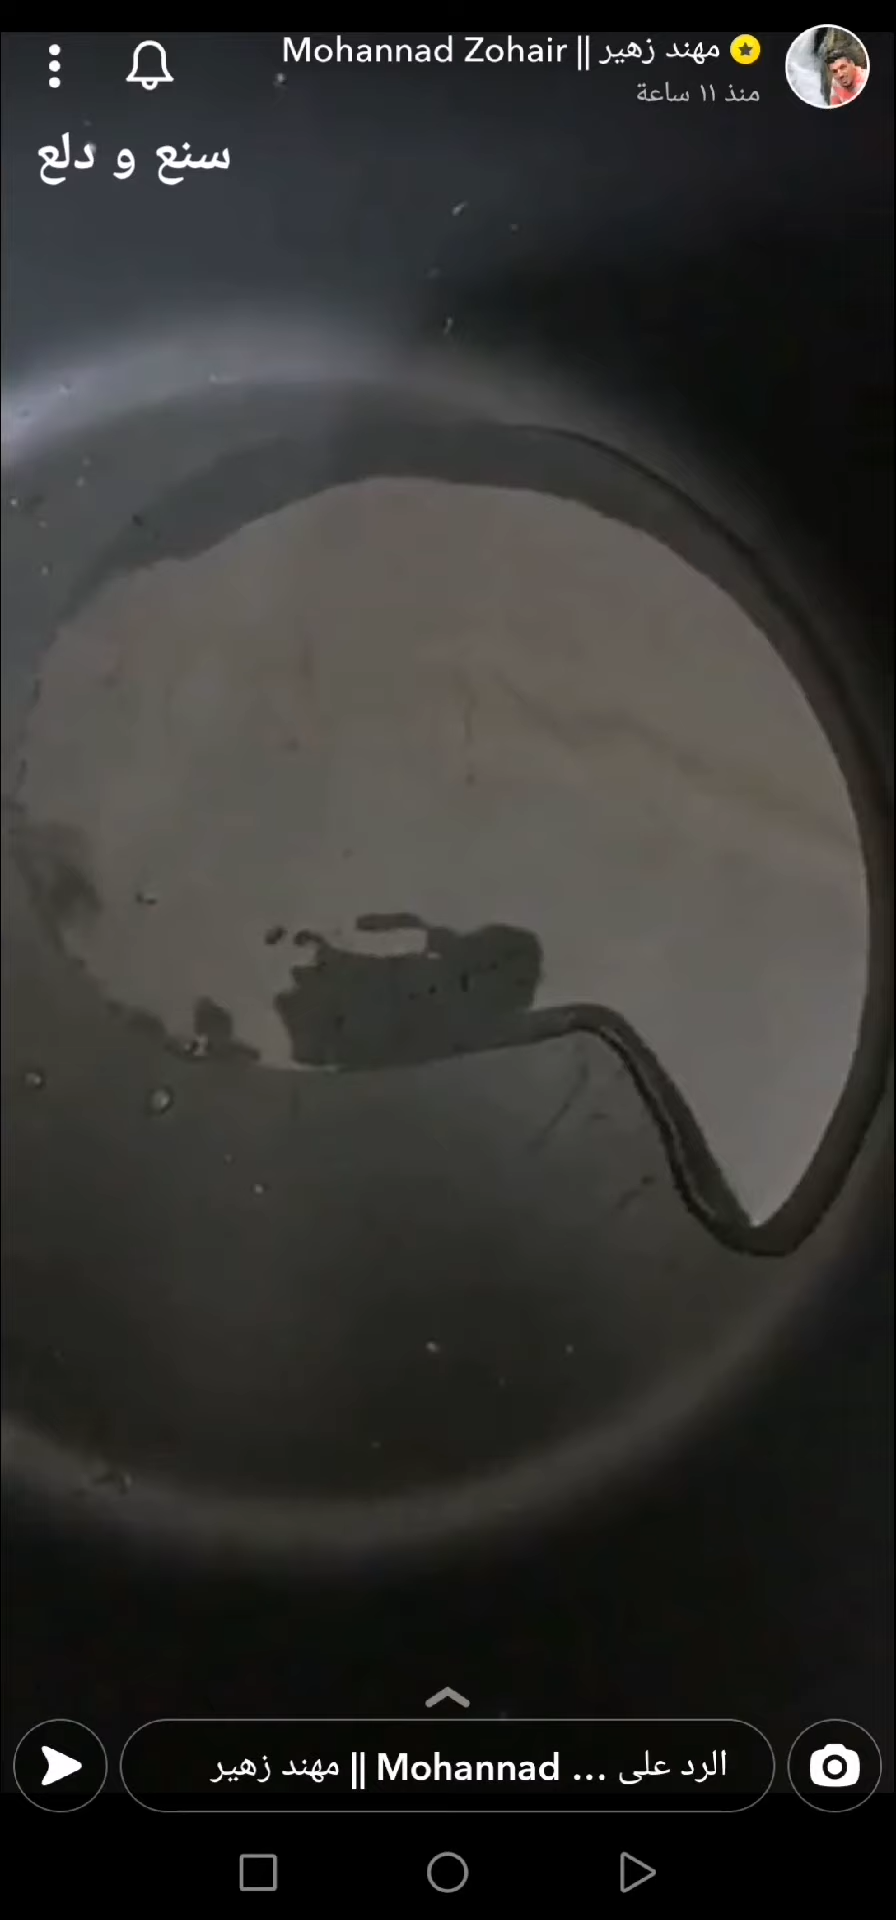 Mohannad Zohair || مهند زهير
منذ ١١ ساعة
سنع و دلع
الرد على ... Mohannad || مهند زهير